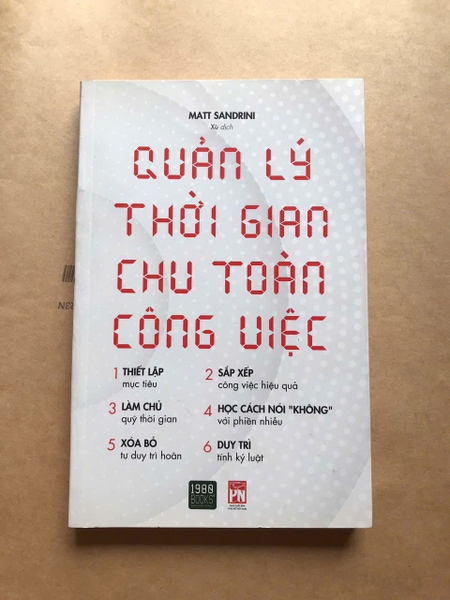 MATT SANDRINI
Xù dịch
QUẢN LÝ
THỜI GIAN
CHU TOÀN
CÔNG VIỆC
1 THIẾT LẬP
mục tiêu
2 SẮP XẾP
công việc hiệu quả
3 LÀM CHỦ
quỹ thời gian
4 HỌC CÁCH NÓI "KHÔNG"
với phiền nhiễu
5 XÓA BỎ
tư duy trì hoãn
6 DUY TRÌ
tính kỷ luật
1980
BOOKS
PN